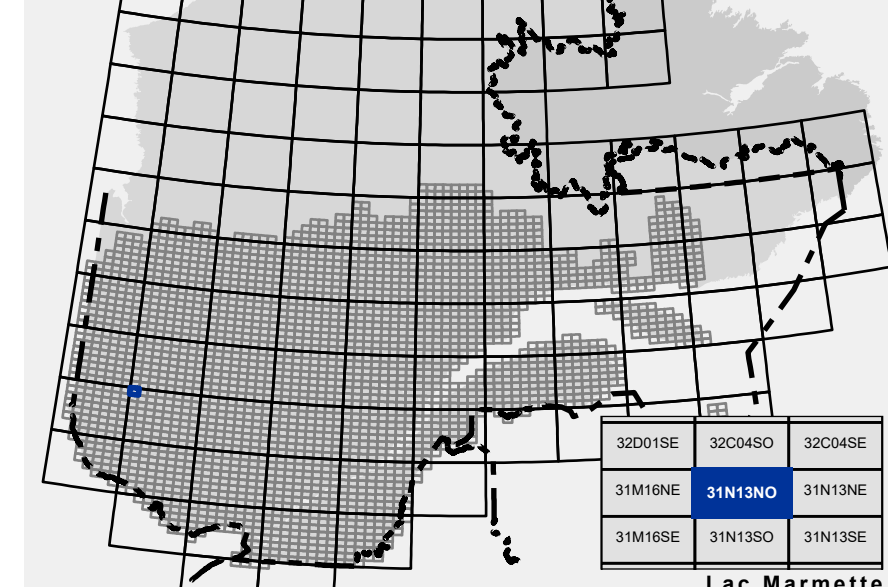 32D01SE 32C04SO 32C04SE
31M16NE 31N13NO 31N13NE
31M16SE 31N13SO 31N13SE
Lac Marmette